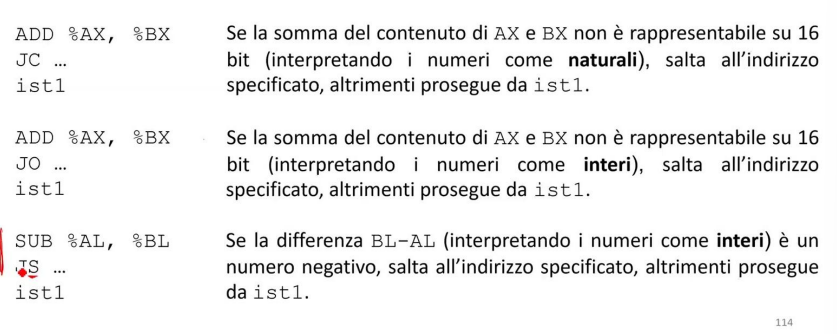 ADD %AX, %BX
JC …
ist1
Se la somma del contenuto di AX e BX non è rappresentabile su 16
bit (interpretando i numeri come naturali), salta all’indirizzo
specificato, altrimenti prosegue da ist1.
ADD %AX, %BX
JO …
ist1
Se la somma del contenuto di AX e BX non è rappresentabile su 16
bit (interpretando i numeri come interi), salta all’indirizzo
specificato, altrimenti prosegue da ist1.
SUB %AL, %BL
JS …
ist1
Se la differenza BL-AL (interpretando i numeri come interi) è un
numero negativo, salta all’indirizzo specificato, altrimenti prosegue
da ist1.
114